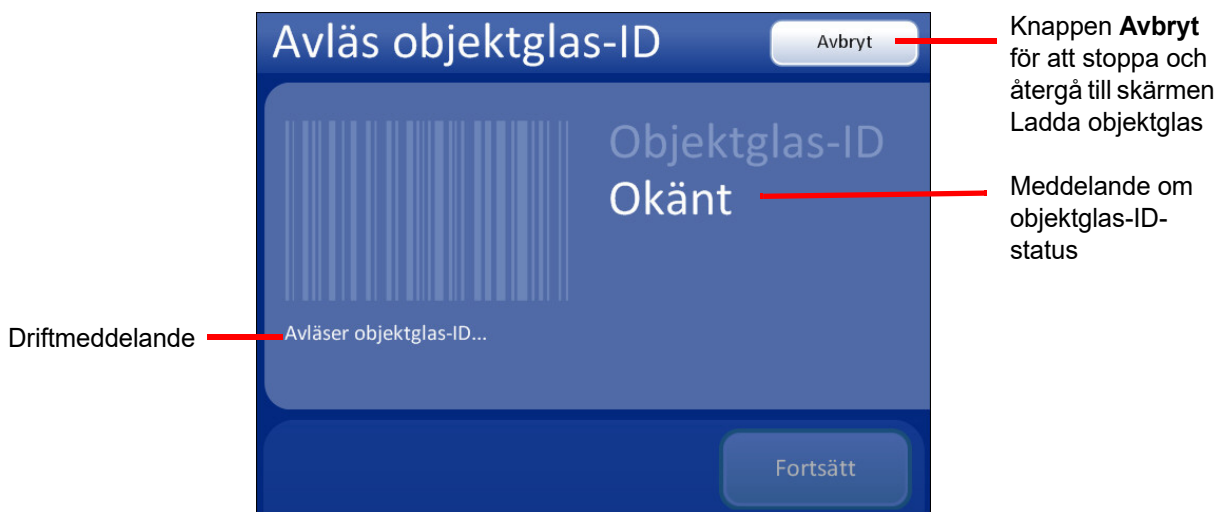 Avläs objektglas-ID
Avbryt
Knappen Avbryt
för att stoppa och
återgå till skärmen
Ladda objektglas
Objektglas-ID
Okänt
Meddelande om
objektglas-ID-
status
Driftmeddelande
Avläser objektglas-ID...
Fortsätt